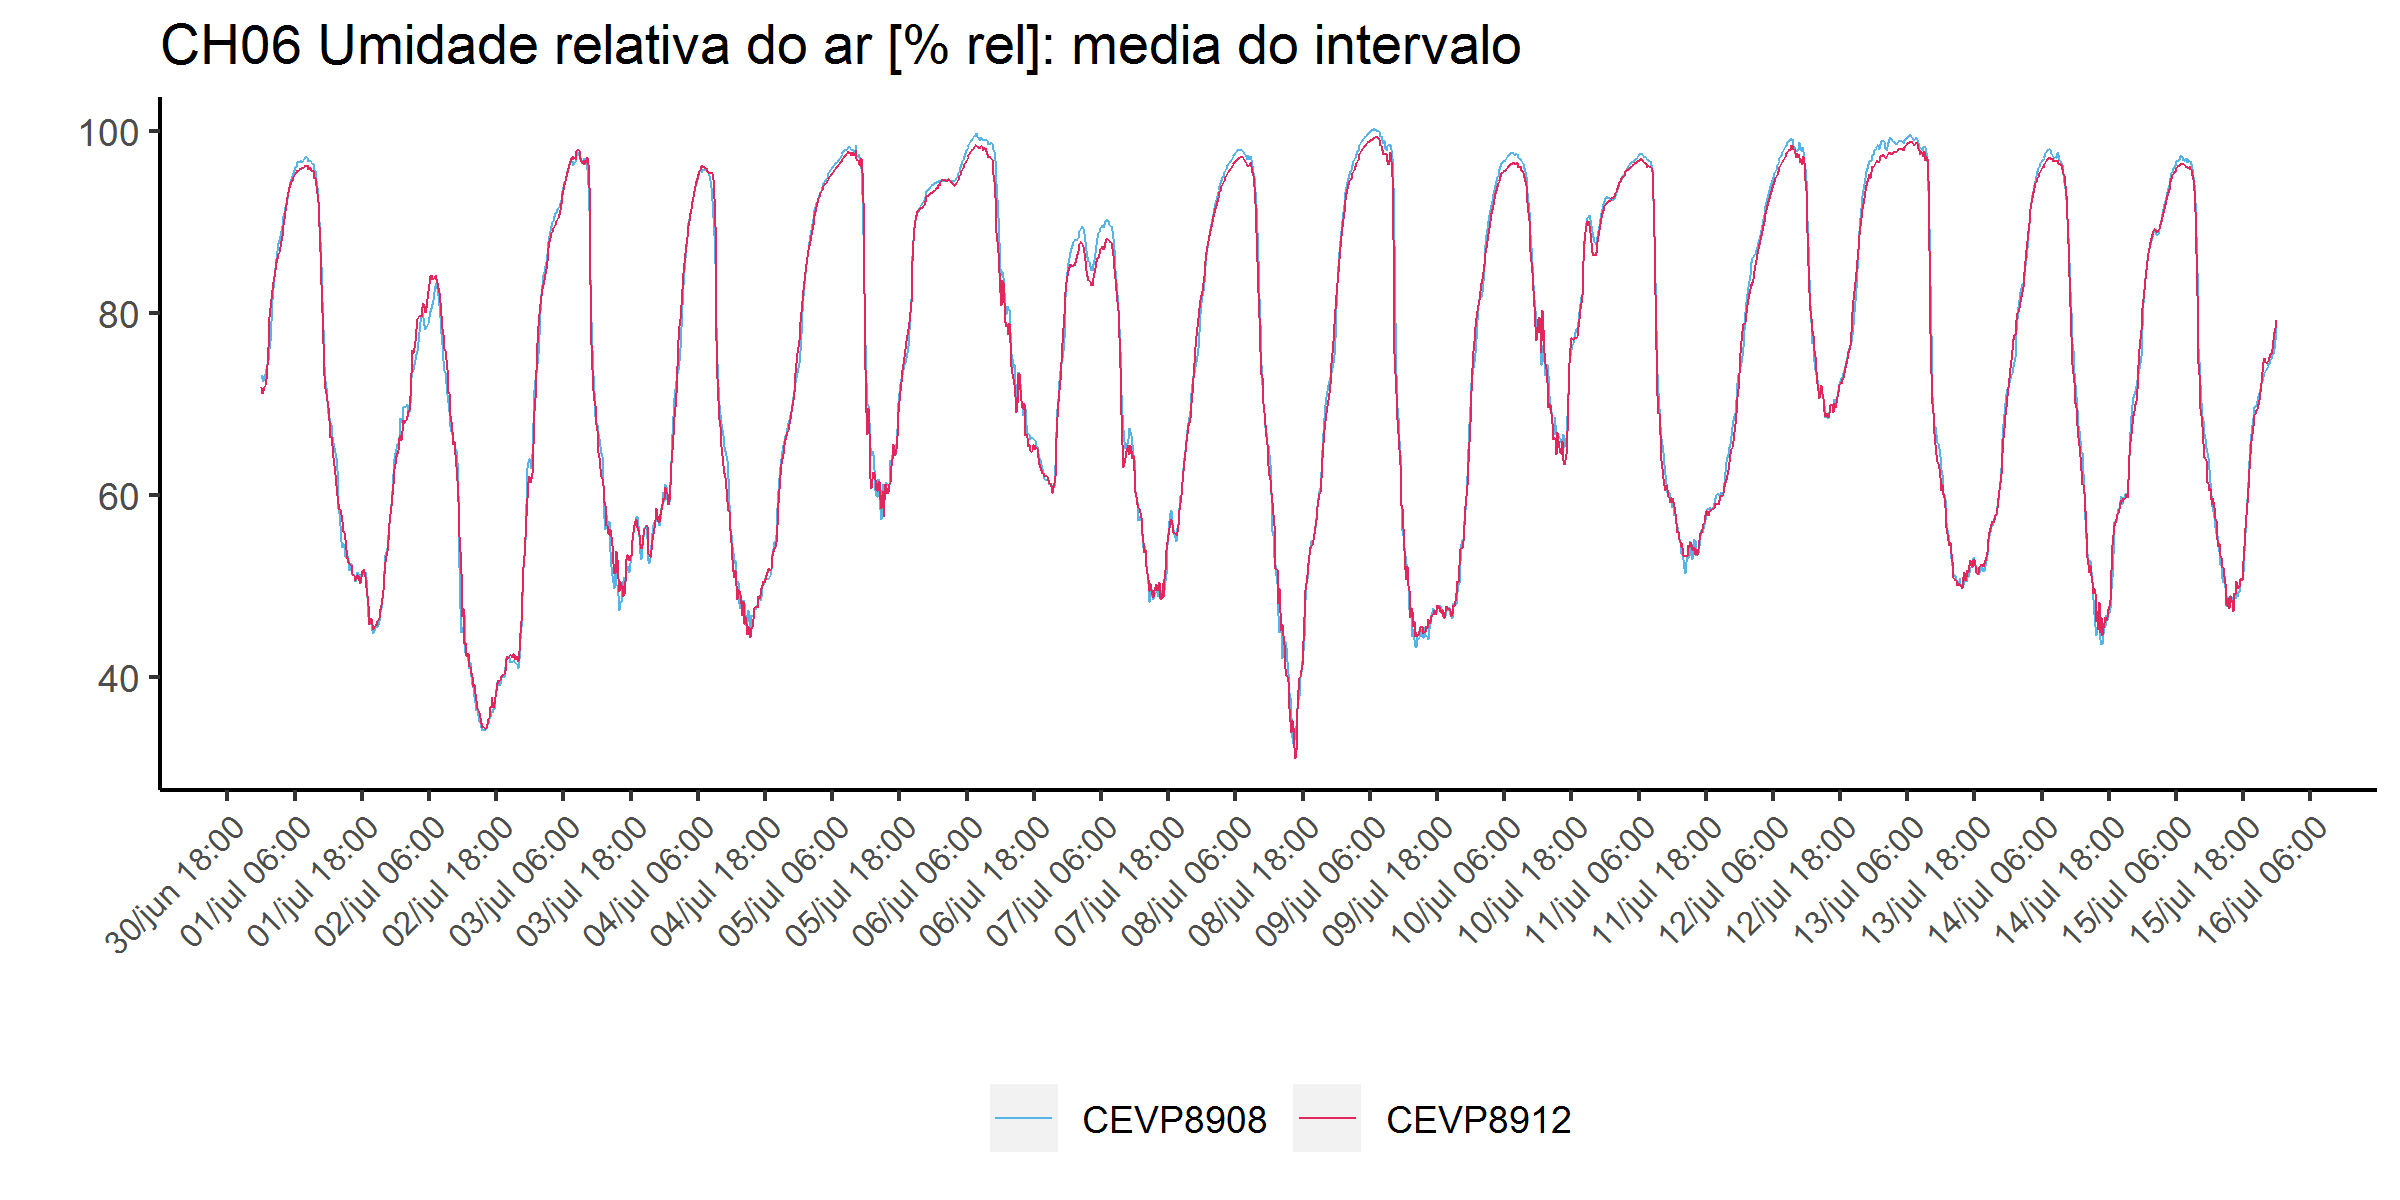 CH06 Umidade relativa do ar [% rel]: media do intervalo
100
80
60
40
30/jun 18:00
01/jul 06:00
01/jul 18:00
02/jul 06:00
02/jul 18:00
03/jul 06:00
03/jul 18:00
04/jul 06:00
04/jul 18:00
05/jul 06:00
05/jul 18:00
06/jul 06:00
06/jul 18:00
07/jul 06:00
07/jul 18:00
08/jul 06:00
08/jul 18:00
09/jul 06:00
09/jul 18:00
10/jul 06:00
10/jul 18:00
11/jul 06:00
11/jul 18:00
12/jul 06:00
12/jul 18:00
13/jul 06:00
13/jul 18:00
14/jul 06:00
14/jul 18:00
15/jul 06:00
15/jul 18:00
16/jul 06:00
CEVP8908 CEVP8912